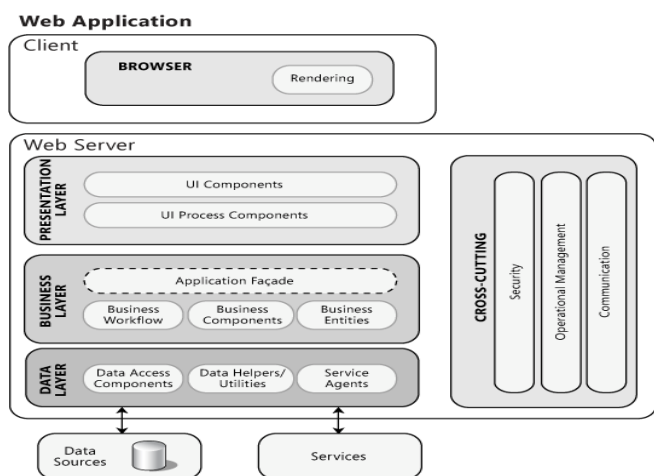 Web Application
Client
BROWSER
Rendering
Web Server
PRESENTATION
LAYER
UI Components
UI Process Components
BUSINESS
LAYER
Application Façade
Business
Workflow
Business
Components
Business
Entities
DATA
LAYER
Data Access
Components
Data Helpers/
Utilities
Service
Agents
CROSS-CUTTING
Security
Operational Management
Communication
Data
Sources
Services